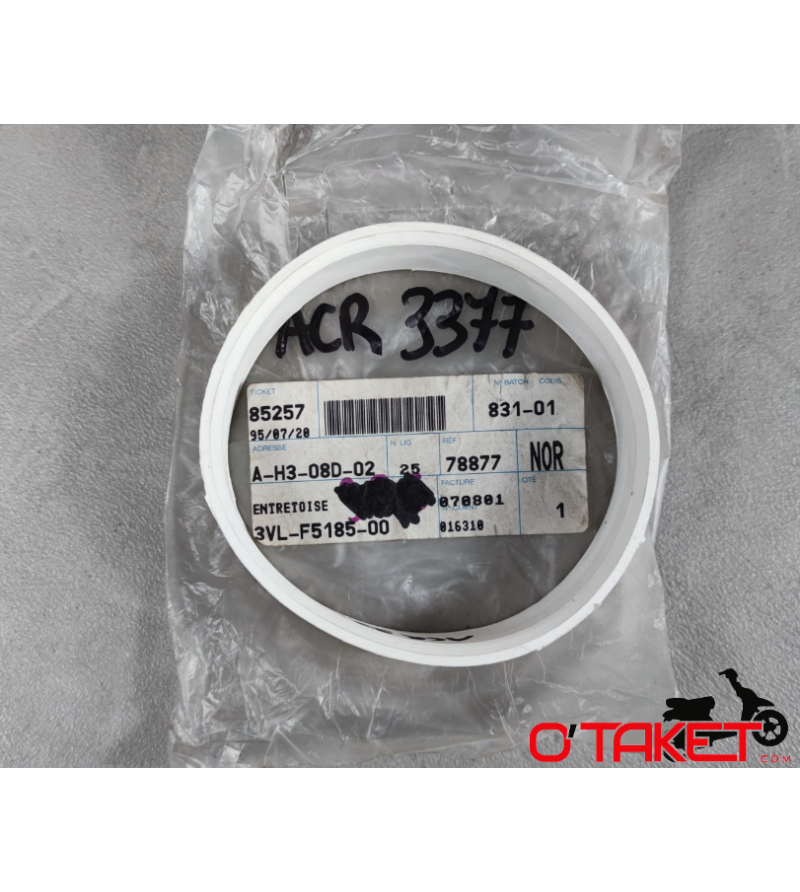 ACR 3377
TICKET
N° BATCH COLIS
85257
831-01
95/07/20
ADRESSE
N. LIG
REF
A-H3-08D-02
25
78877
NOR
FACTURE
QTE
ENTRETOISE
070801
1
3VL-F5185-00
016310
O'TAKET
.COM